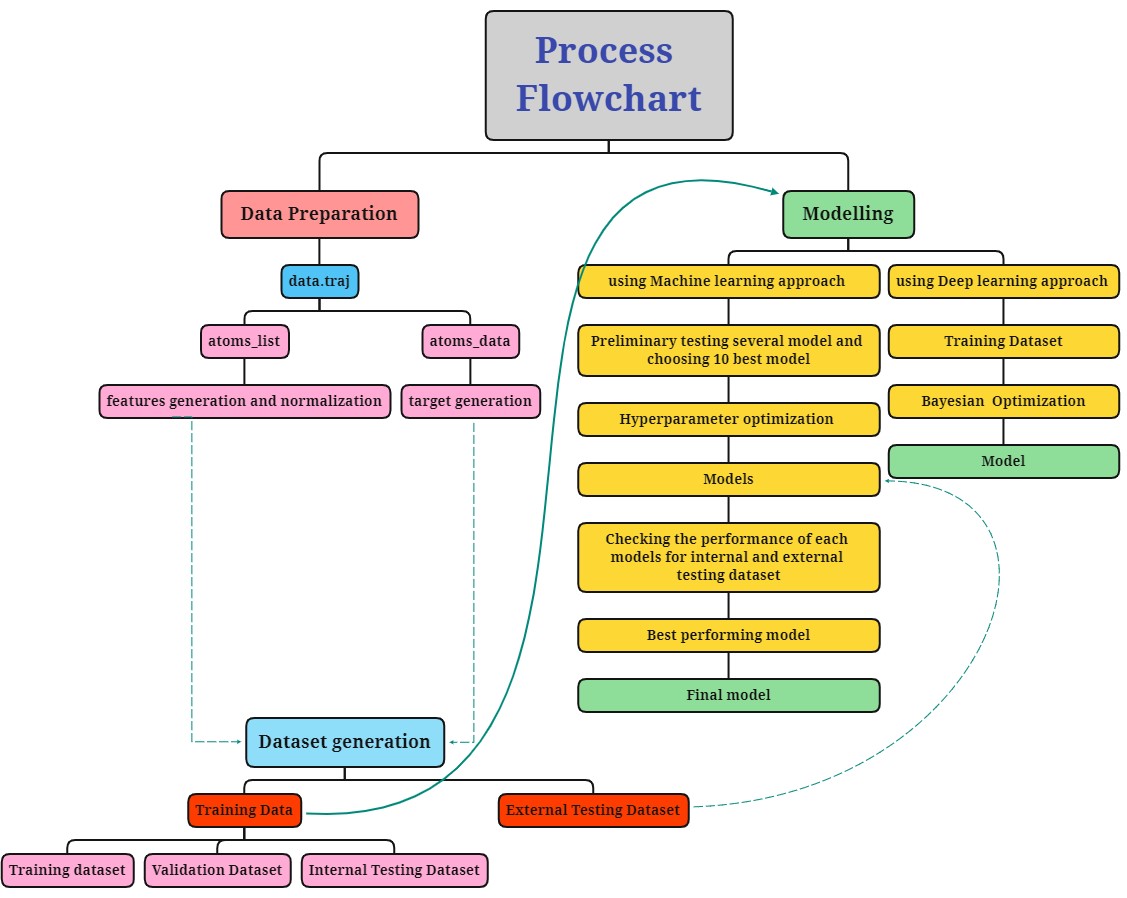 Process
Flowchart
Data Preparation
Modelling
data.traj
using Machine learning approach
using Deep learning approach
atoms_list
atoms_data
Preliminary testing several model and
choosing 10 best model
Training Dataset
features generation and normalization
target generation
Hyperparameter optimization
Bayesian  Optimization
Models
Model
Checking the performance of each
models for internal and external
testing dataset
Best performing model
Final model
Dataset generation
Training Data
External Testing Dataset
Training dataset
Validation Dataset
Internal Testing Dataset